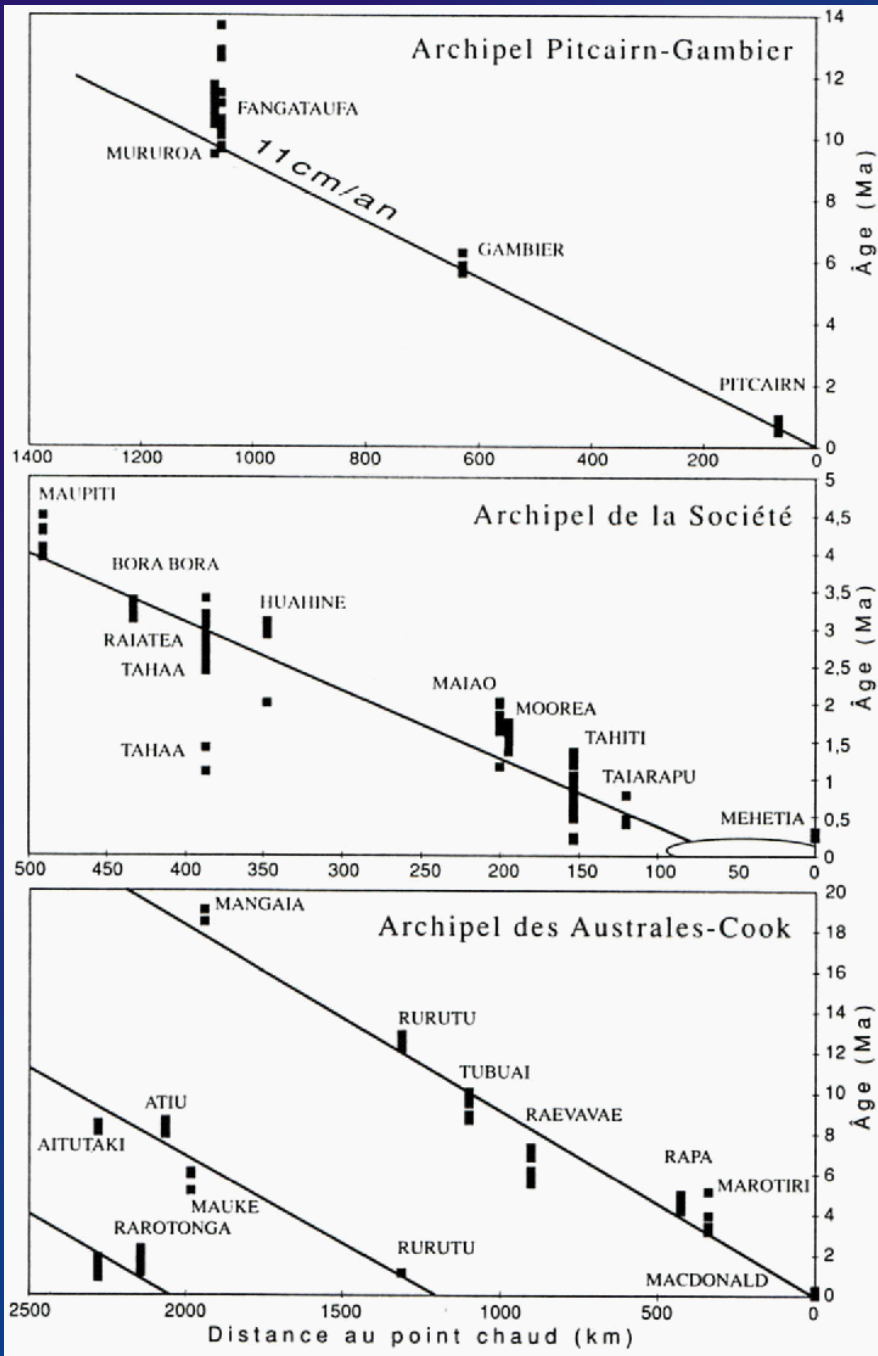 Archipel Pitcairn-Gambier
FANGATAUFA
MURUROA
11cm/an
GAMBIER
PITCAIRN
14
12
10
8
6
4
2
0
Âge (Ma)
1400 1200 1000 800 600 400 200 0
MAUPITI
Archipel de la Société
BORA BORA
HUAHINE
RAIATEA
TAHAA
MAIAO
MOOREA
TAHAA
TAHITI
TAIARAPU
MEHETIA
5
4,5
4
3,5
3
2,5
2
1,5
1
0,5
0
Âge (Ma)
500 450 400 350 300 250 200 150 100 50 0
MANGAIA
Archipel des Australes-Cook
RURUTU
TUBUAI
ATIU
RAEVAVAE
AITUTAKI
RAPA
MAROTIRI
MAUKE
RAROTONGA
RURUTU
MACDONALD
20
18
16
14
12
10
8
6
4
2
0
Âge (Ma)
2500 2000 1500 1000 500 0
Distance au point chaud (km)